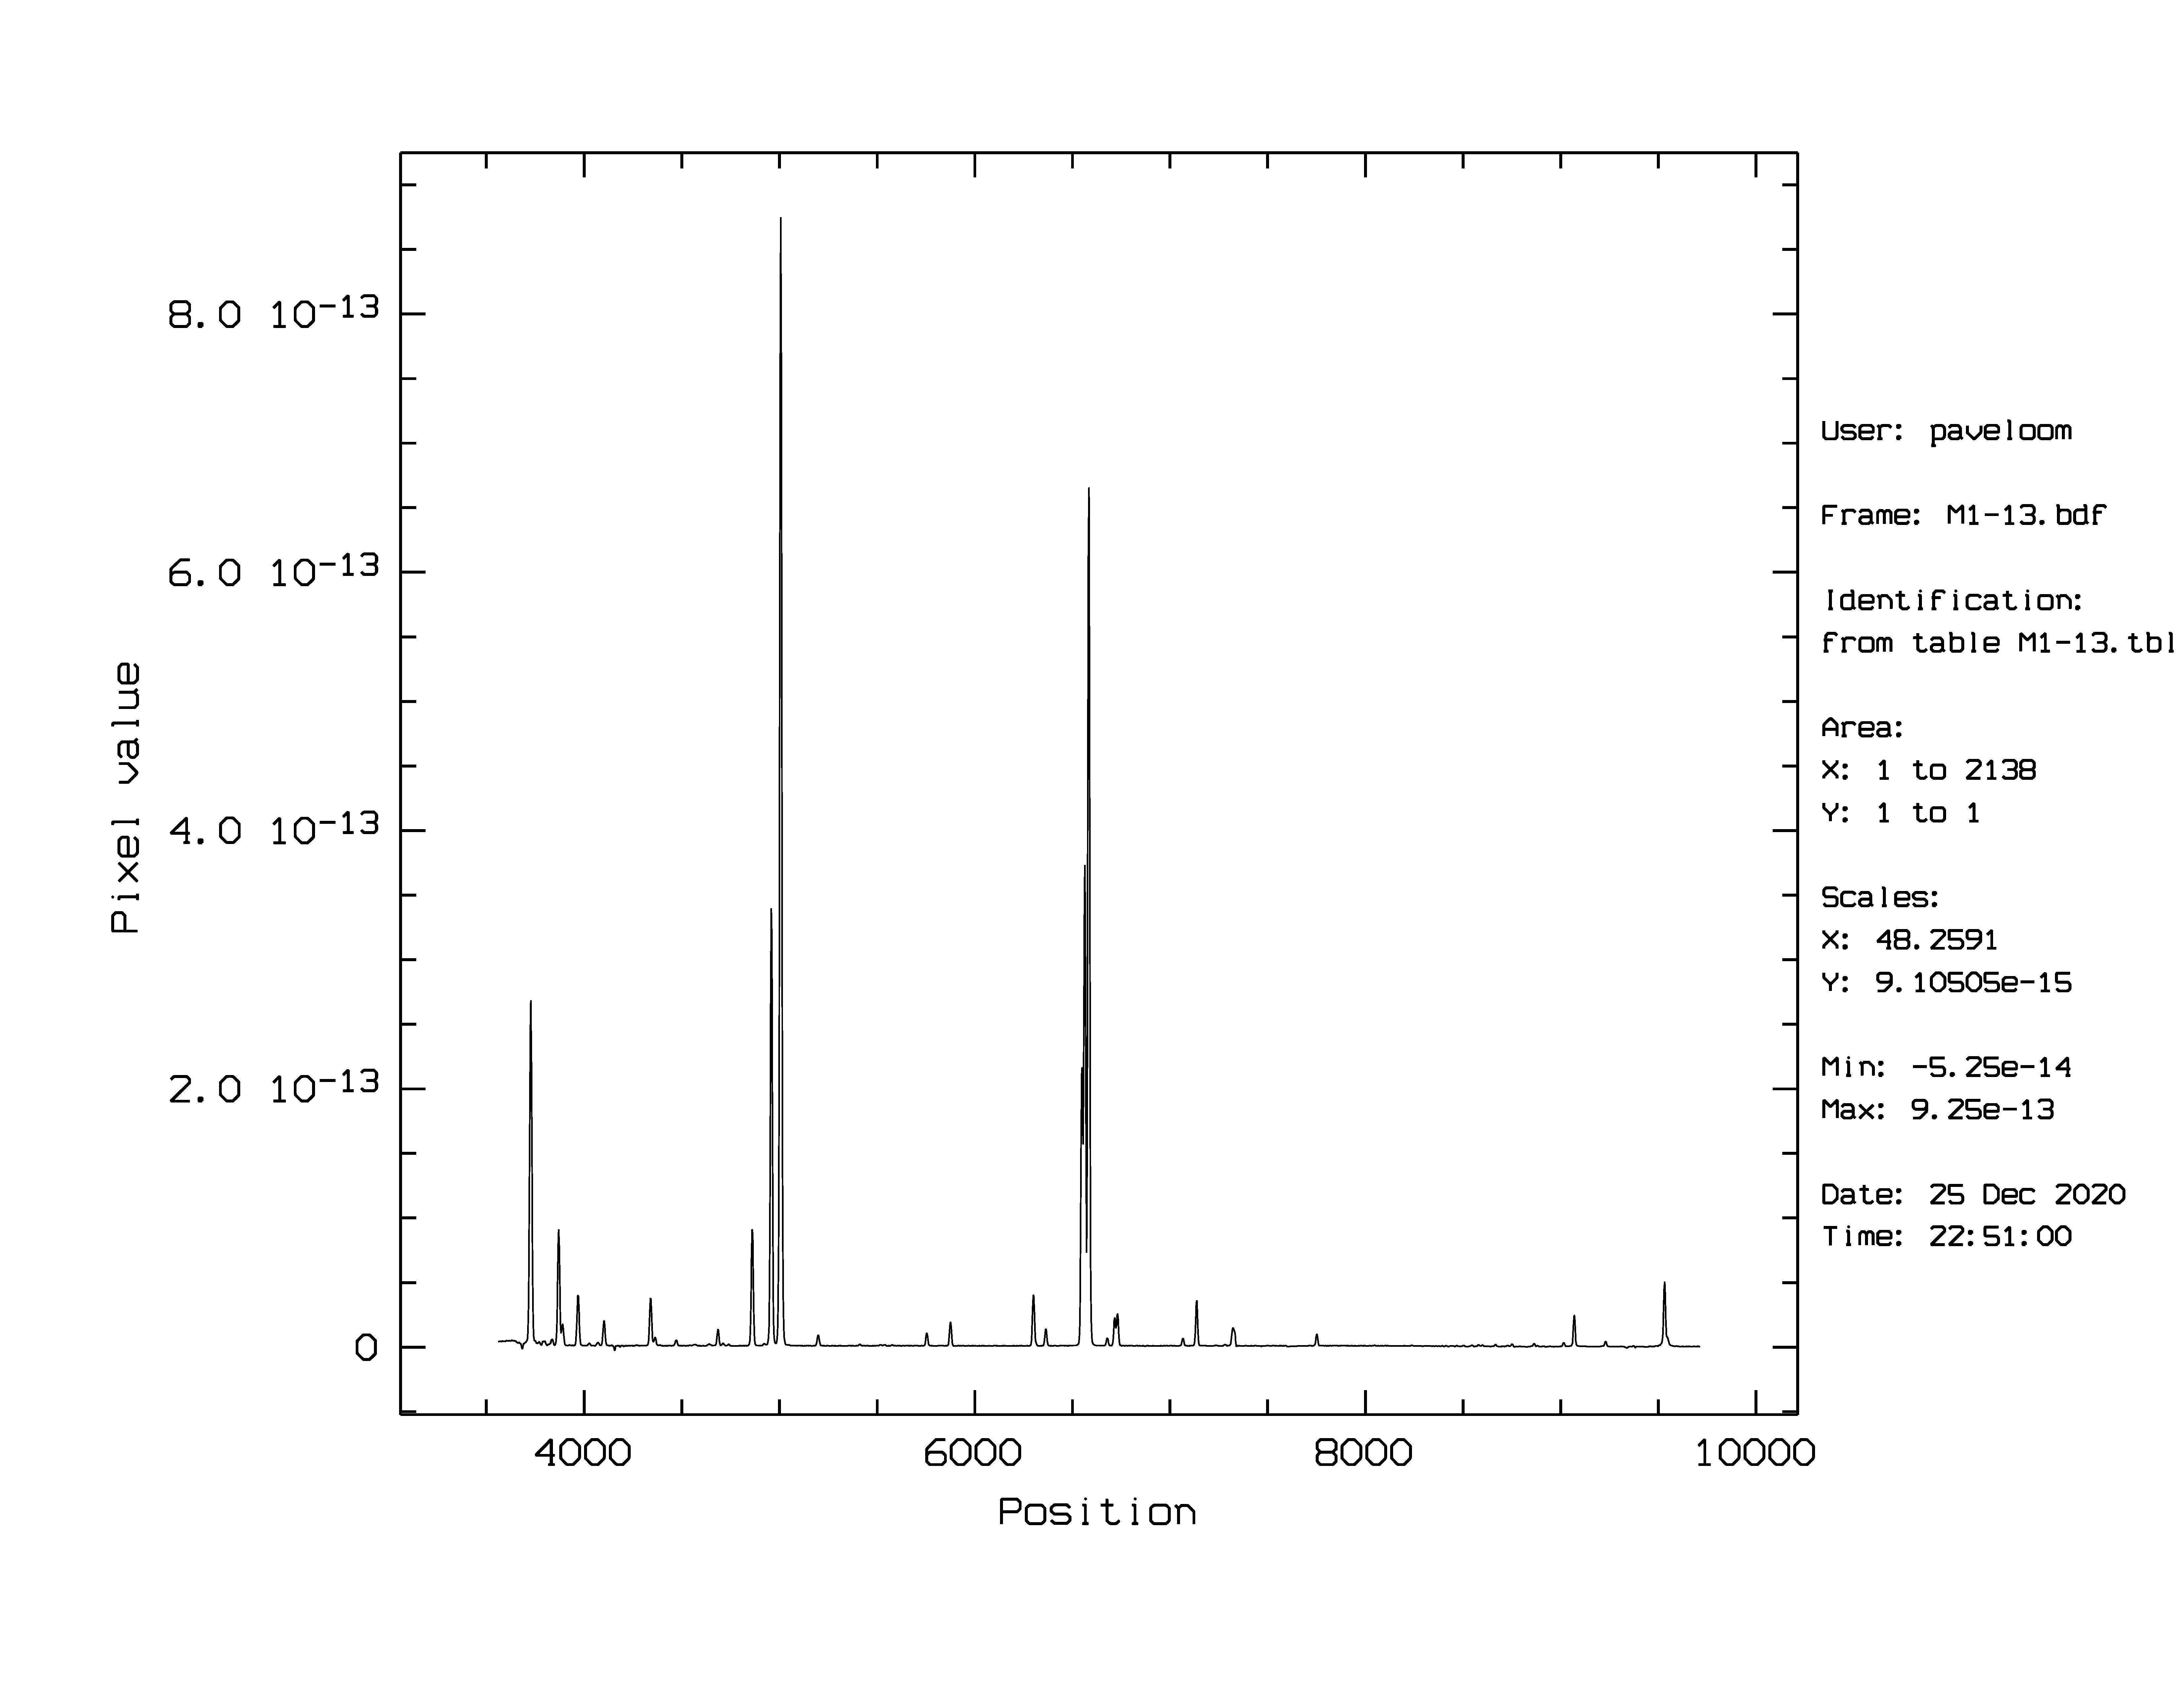 8.0 10-13
6.0 10-13
4.0 10-13
2.0 10-13
0
Pixel value
4000 6000 8000 10000
Position
User: paveloom
Frame: M1-13.bdf
Identification:
from table M1-13.tbl
Area:
X: 1 to 2138
Y: 1 to 1
Scales:
X: 48.2591
Y: 9.10505e-15
Min: -5.25e-14
Max: 9.25e-13
Date: 25 Dec 2020
Time: 22:51:00